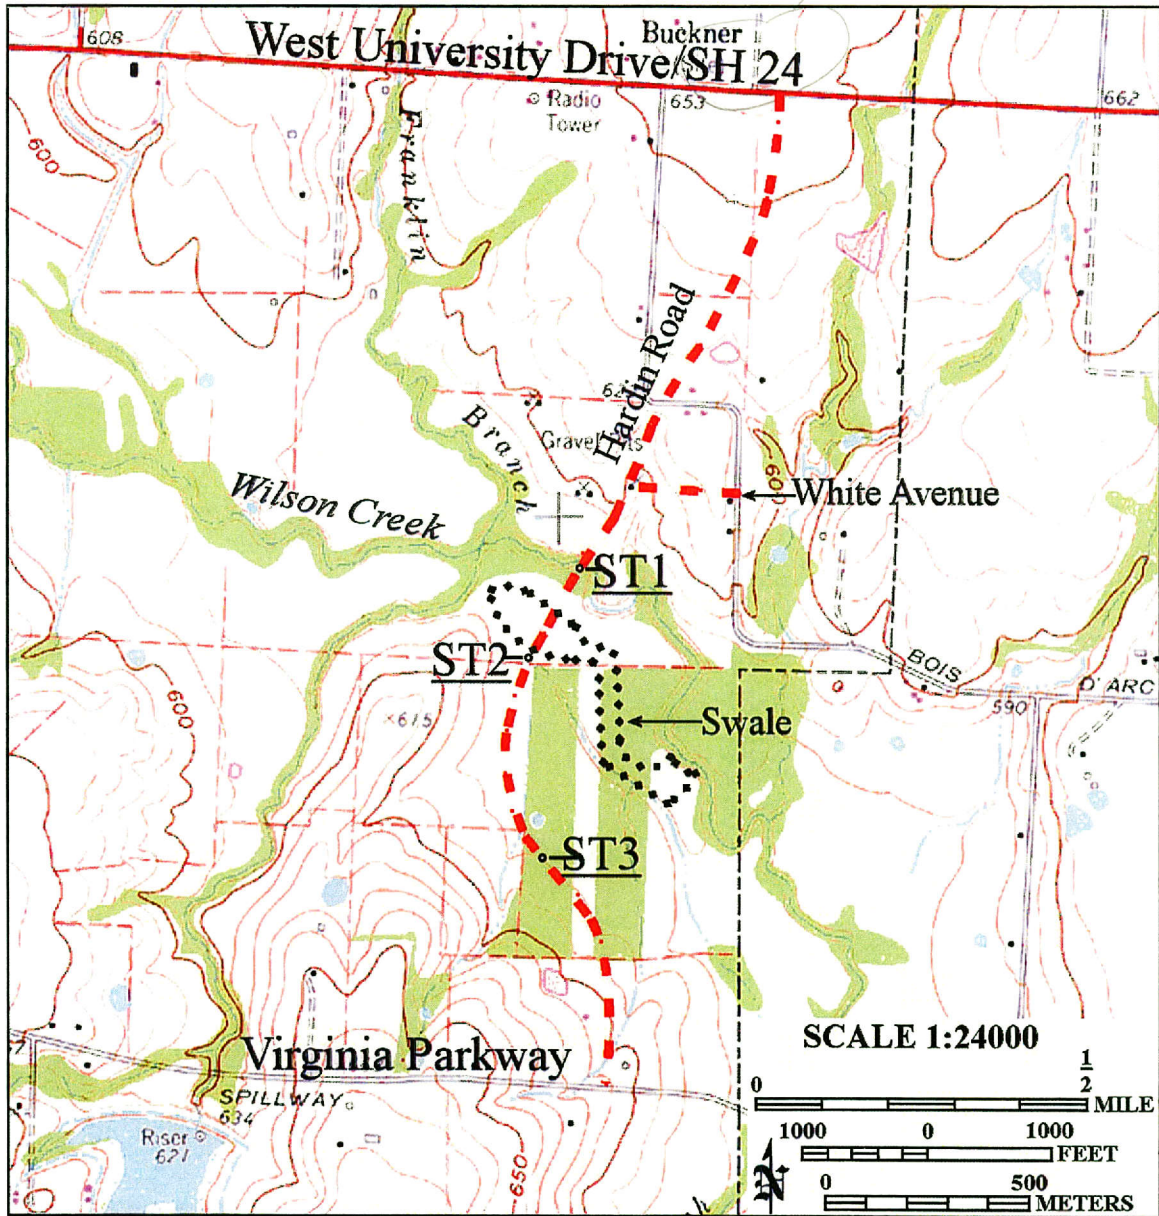 608
Buckner
West University Drive/SH 24
653
662
Radio
Tower
600
Franklin
Hardin Road
Branch
Wilson Creek
White Avenue
600
ST1
ST2
BOIS
D' ARC
590
600
×615
Swale
ST3
SCALE 1:24000
Virginia Parkway
1
2
0
MILE
SPILLWAY
634
Riser
621
650
1000 0 1000
FEET
N
0 500
METERS